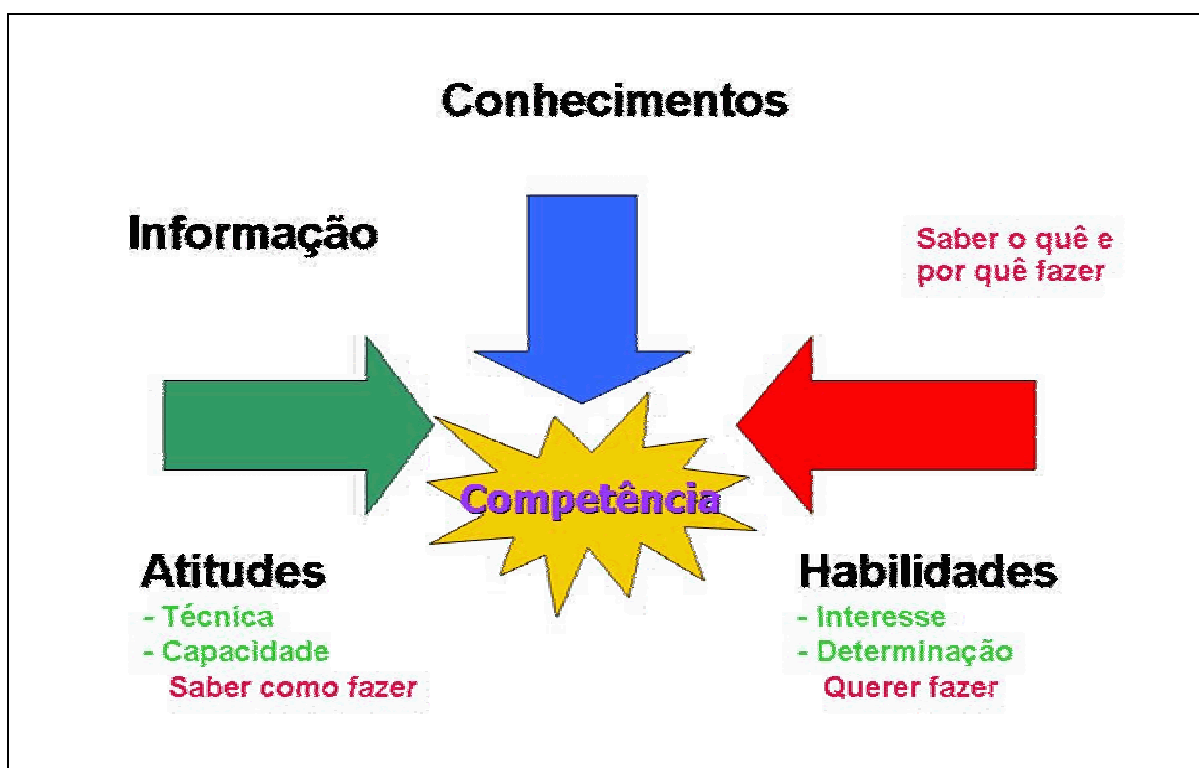 Conhecimentos
Informação
Saber o quê e
por quê fazer
Competência
Atitudes
- Técnica
- Capacidade
Saber como fazer
Habilidades
- Interesse
- Determinação
Querer fazer